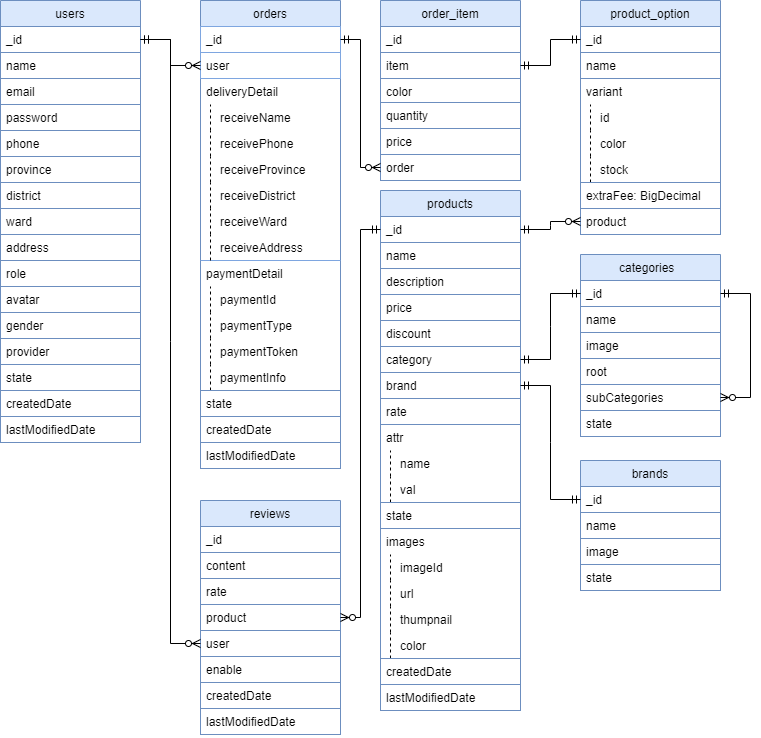 users
_id
name
email
password
phone
province
district
ward
address
role
avatar
gender
provider
state
createdDate
lastModifiedDate
orders
_id
user
deliveryDetail
receiveName
receivePhone
receiveProvince
receiveDistrict
receiveWard
receiveAddress
paymentDetail
paymentId
paymentType
paymentToken
paymentInfo
state
createdDate
lastModifiedDate
reviews
_id
content
rate
product
user
enable
createdDate
lastModifiedDate
order_item
_id
item
color
quantity
price
order
products
_id
name
description
price
discount
category
brand
rate
attr
name
val
state
images
imageId
url
thumpnail
color
createdDate
lastModifiedDate
product_option
_id
name
variant
id
color
stock
extraFee: BigDecimal
product
categories
_id
name
image
root
subCategories
state
brands
_id
name
image
state